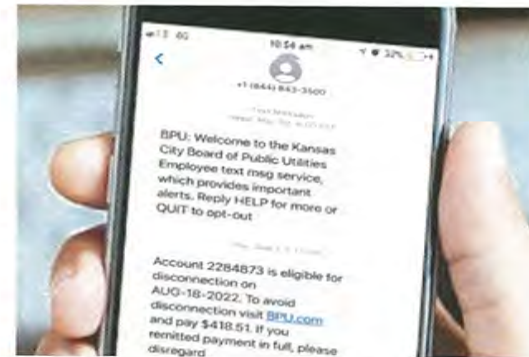 10:54 am
32%
+1 (844) 843-3500
BPU: Welcome to the Kansas
City Board of Public Utilities
Employee text msg service,
which provides important
alerts. Reply HELP for more or
QUIT to opt-out
Account 2284873 is eligible for
disconnection on
AUG-18-2022. To avoid
disconnection visit BPU.com
and pay $418.51. If you
remitted payment in full, please
disregard